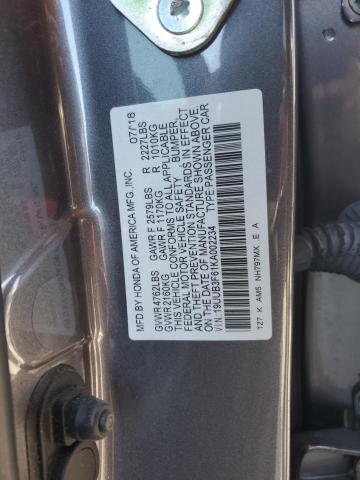 MFD. BY HONDA OF AMERICA MFG., INC. 07/18
GVWR 4762LBS GAWR F 2579LBS R 2227LBS
GVWR 2160KG GAWR F 1170KG R 1010KG
THIS VEHICLE CONFORMS TO ALL APPLICABLE
FEDERAL MOTOR VEHICLE SAFETY, BUMPER,
AND THEFT PREVENTION STANDARDS IN EFFECT
ON THE DATE OF MANUFACTURE SHOWN ABOVE.
VIN:19UUB3F61KA002234 TYPE:PASSENGER CAR
TZ7 K AM5 NH797MX E A